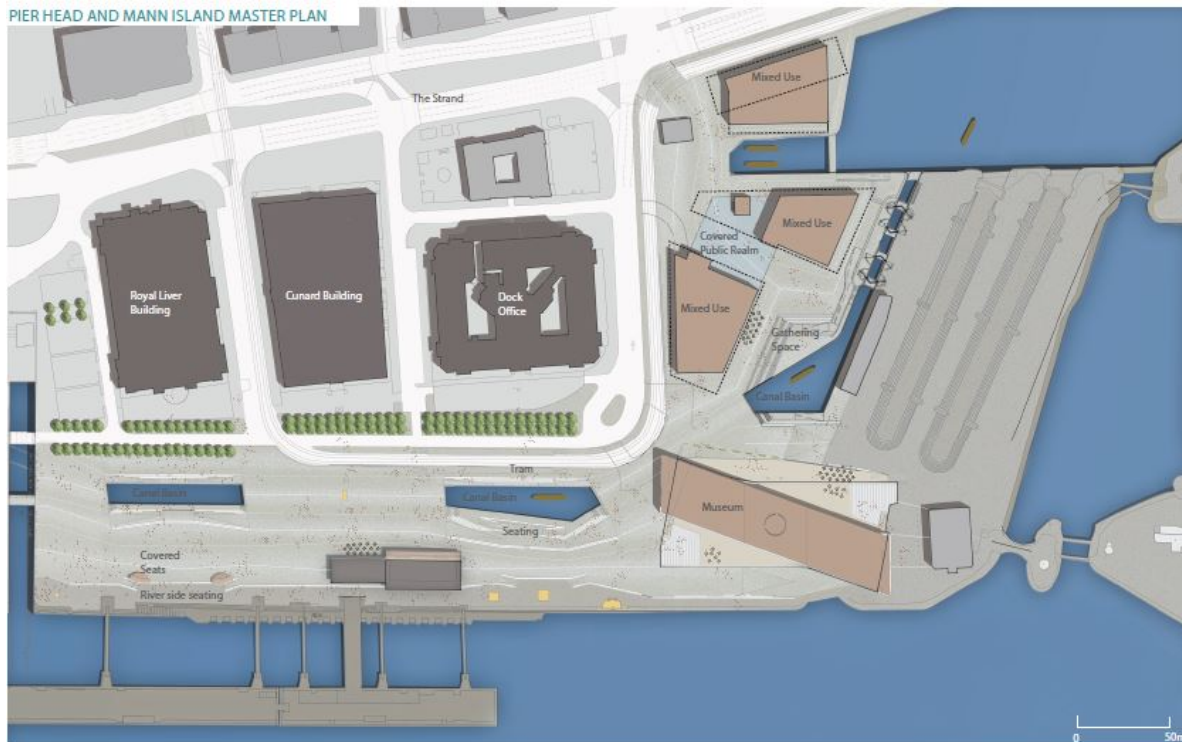 PIER HEAD AND MANN ISLAND MASTER PLAN
Mixed Use
The Strand
Mixed Use
Covered
Public Realm
Royal Liver
Building
Cunard Building
Dock
Office
Mixed Use
Gathering
Space
Canal Basin
Tram
Canal Basin
Canal Basin
Museum
Seating
Covered
Seats
River side seating
0
50m